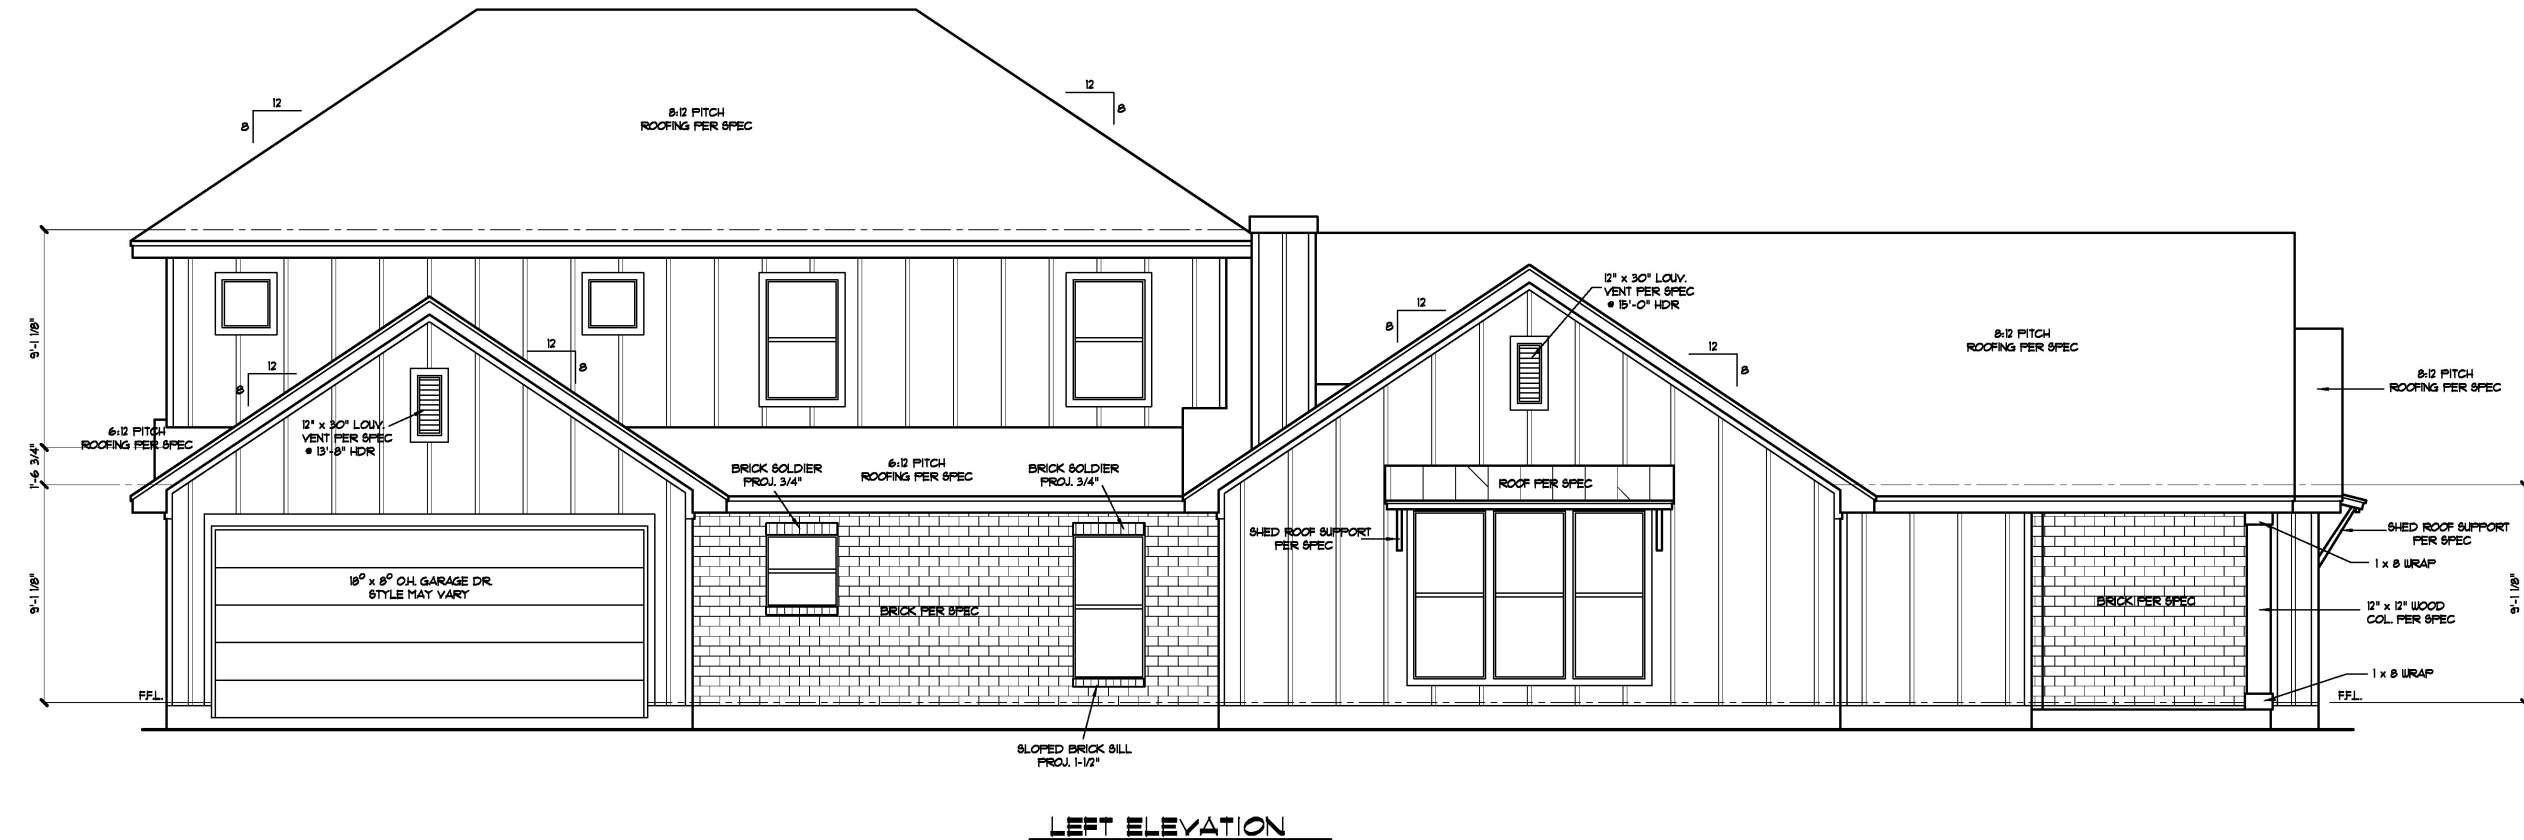 12
8
12
8
8:12 PITCH
ROOFING PER SPEC
9'-1 1/8"
1'-6 3/4"
9'-1 1/8"
6:12 PITCH
ROOFING PER SPEC
12
8
12
8
12" x 30" LOUV.
VENT PER SPEC
@ 13'-8" HDR
18⁰ x 8⁰ O.H. GARAGE DR.
STYLE MAY VARY
F.F.L.
BRICK SOLDIER
PROJ. 3/4"
6:12 PITCH
ROOFING PER SPEC
BRICK SOLDIER
PROJ. 3/4"
BRICK PER SPEC
SLOPED BRICK SILL
PROJ. 1-1/2"
12
8
12
8
12" x 30" LOUV.
VENT PER SPEC
@ 15'-0" HDR
ROOF PER SPEC
SHED ROOF SUPPORT
PER SPEC
8:12 PITCH
ROOFING PER SPEC
8:12 PITCH
ROOFING PER SPEC
SHED ROOF SUPPORT
PER SPEC
1 x 8 WRAP
BRICK PER SPEC
12" x 12" WOOD
COL. PER SPEC
1 x 8 WRAP
F.F.L.
9'-1 1/8"
LEFT ELEVATION